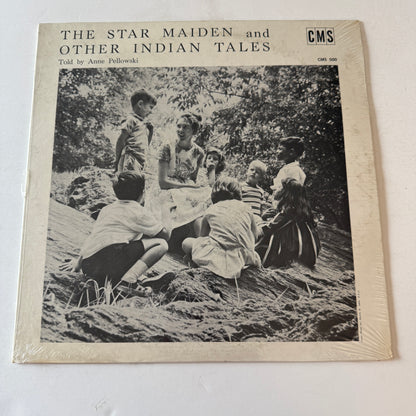 THE STAR MAIDEN and
OTHER INDIAN TALES
Told by Anne Pellowski
CMS
CMS 500